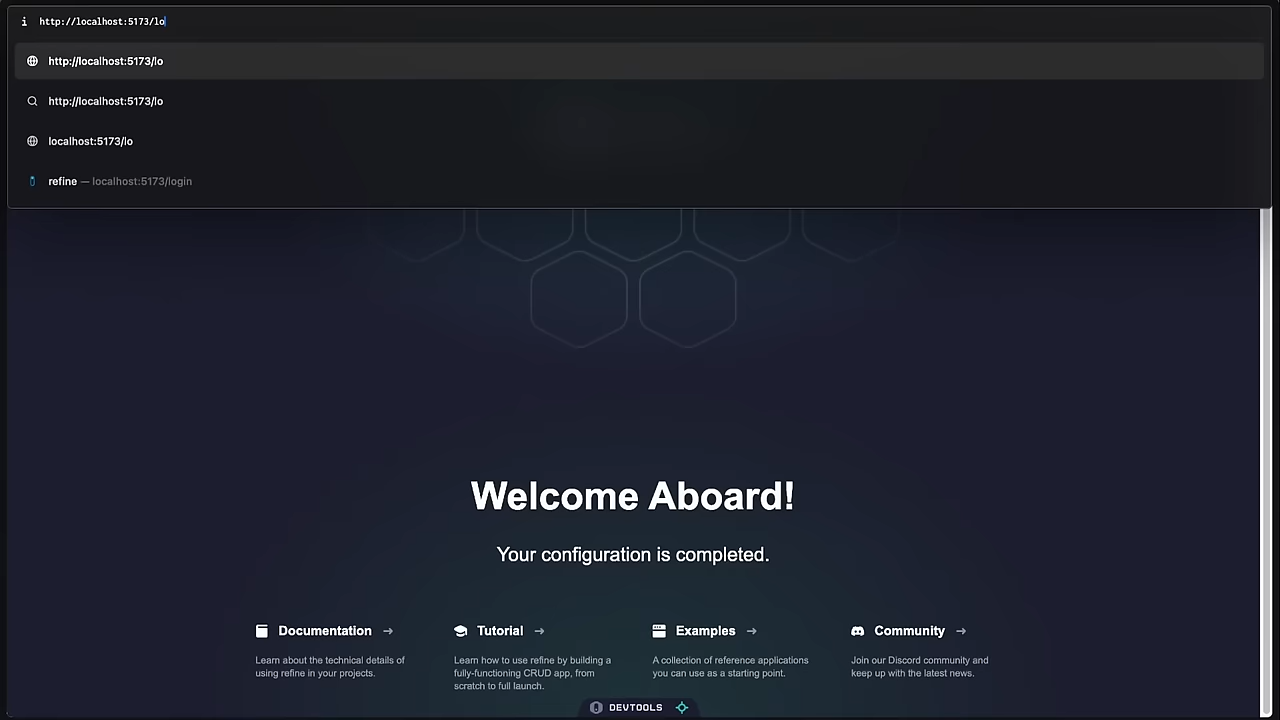 http://localhost:5173/lo
http://localhost:5173/lo
http://localhost:5173/lo
localhost:5173/lo
refine — localhost:5173/login
Welcome Aboard!
Your configuration is completed.
Documentation →
Learn about the technical details of
using refine in your projects.
Tutorial →
Learn how to use refine by building a
fully-functioning CRUD app, from
scratch to full launch.
Examples →
A collection of reference applications
you can use as a starting point.
Community →
Join our Discord community and
keep up with the latest news.
DEVTOOLS